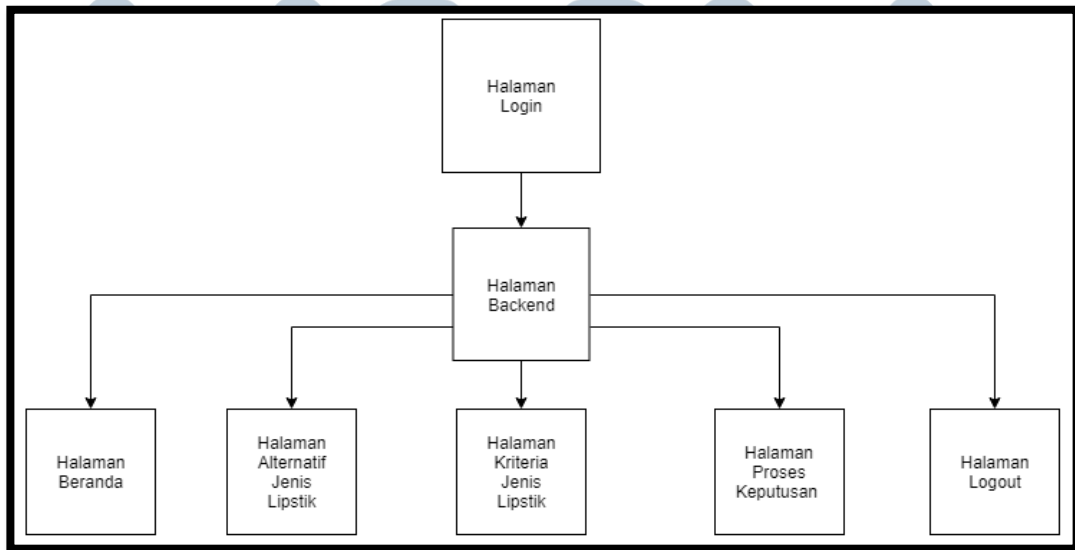 Halaman
Login
Halaman
Backend
Halaman
Beranda
Halaman
Alternatif
Jenis
Lipstik
Halaman
Kriteria
Jenis
Lipstik
Halaman
Proses
Keputusan
Halaman
Logout